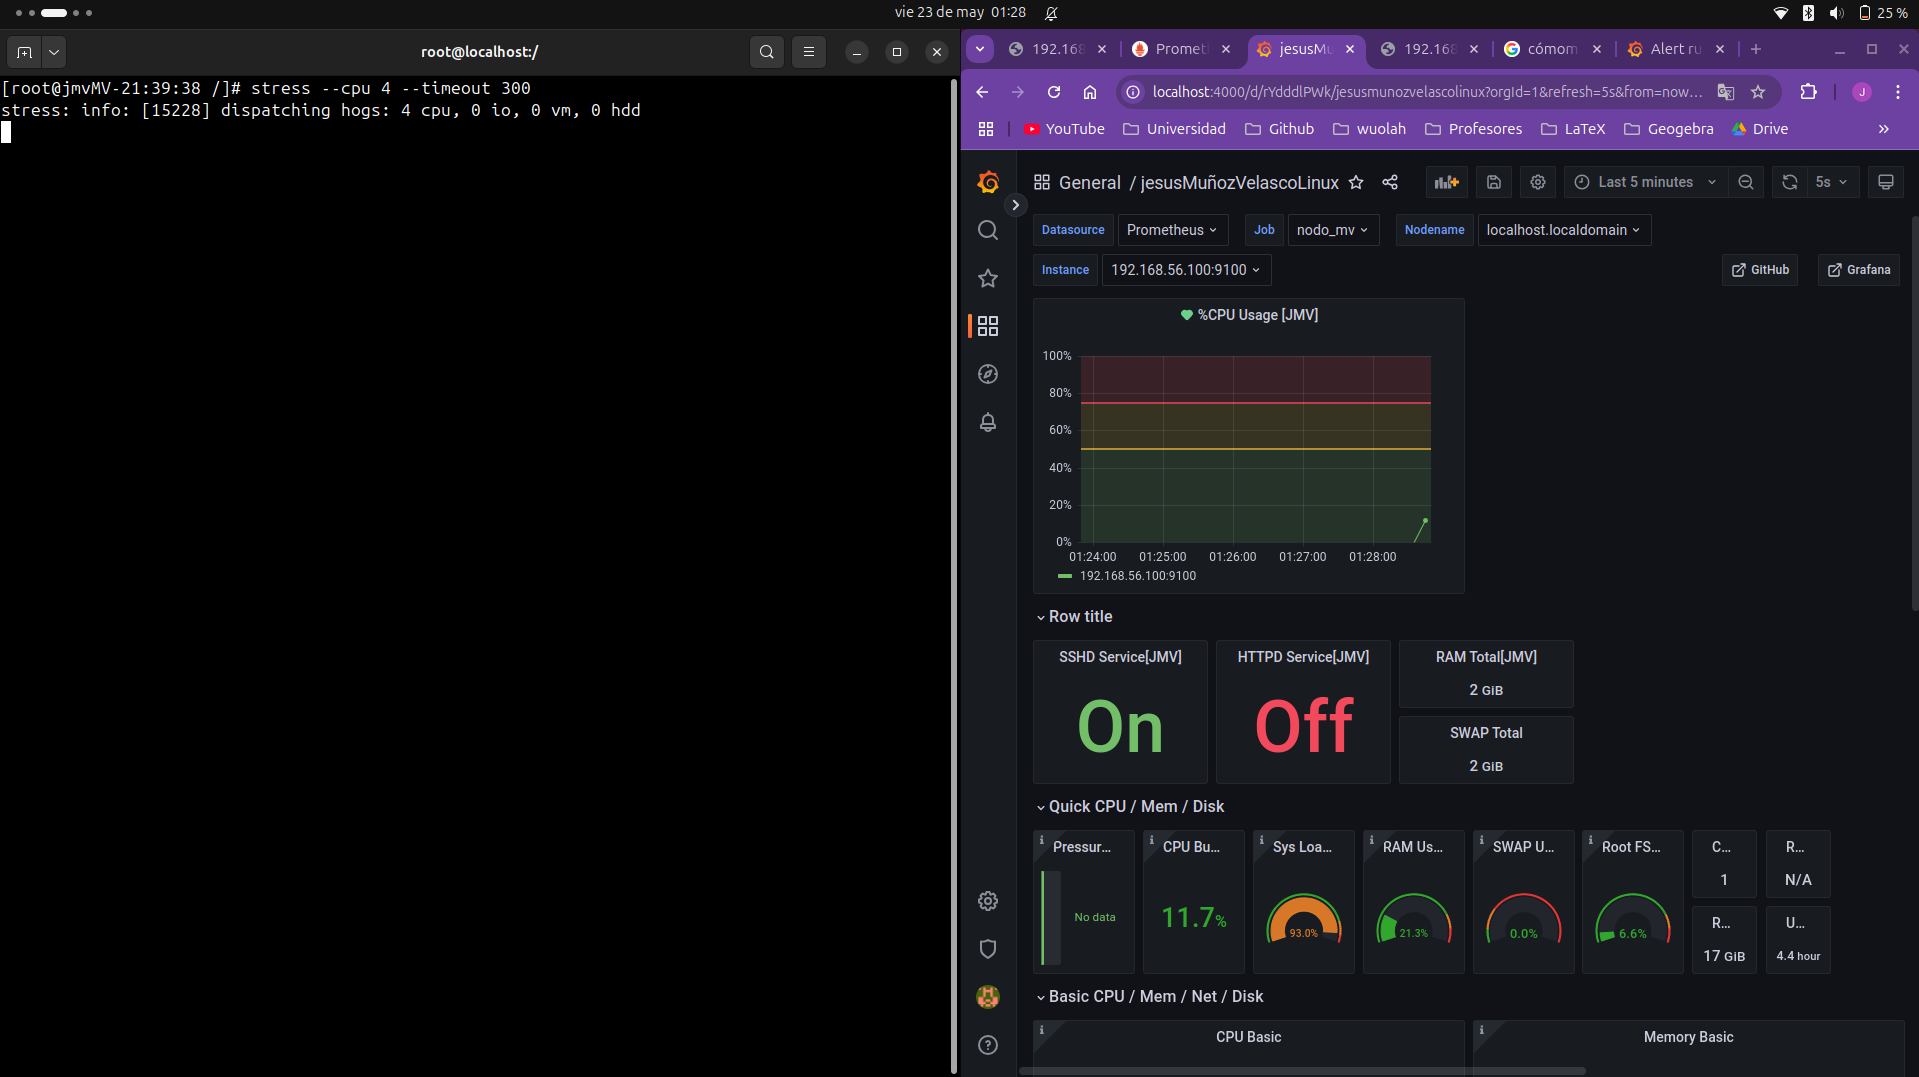 vie 23 de may 01:28
25 %
root@localhost:/
[root@jmvMV-21:39:38 /]# stress --cpu 4 --timeout 300
stress: info: [15228] dispatching hogs: 4 cpu, 0 io, 0 vm, 0 hdd
192.168 Promet jesusMu 192.168 cómom Alert ru
localhost:4000/d/rYdddlPWk/jesusmunozvelascolinux?orgId=1&refresh=5s&from=now...
J
YouTube Universidad Github wuolah Profesores LaTeX Geogebra Drive
General / jesusMuñozVelascoLinux
Last 5 minutes
5s
Datasource Prometheus Job nodo_mv Nodename localhost.localdomain
Instance 192.168.56.100:9100
GitHub Grafana
%CPU Usage [JMV]
100%
80%
60%
40%
20%
0%
01:24:00 01:25:00 01:26:00 01:27:00 01:28:00
192.168.56.100:9100
Row title
SSHD Service[JMV]
On
HTTPD Service[JMV]
Off
RAM Total[JMV]
2 GiB
SWAP Total
2 GiB
Quick CPU / Mem / Disk
Pressur...
No data
CPU Bu...
11.7%
Sys Loa...
93.0%
RAM Us...
21.3%
SWAP U...
0.0%
Root FS...
6.6%
C...
1
R...
N/A
R...
17 GiB
U...
4.4 hour
Basic CPU / Mem / Net / Disk
CPU Basic
Memory Basic